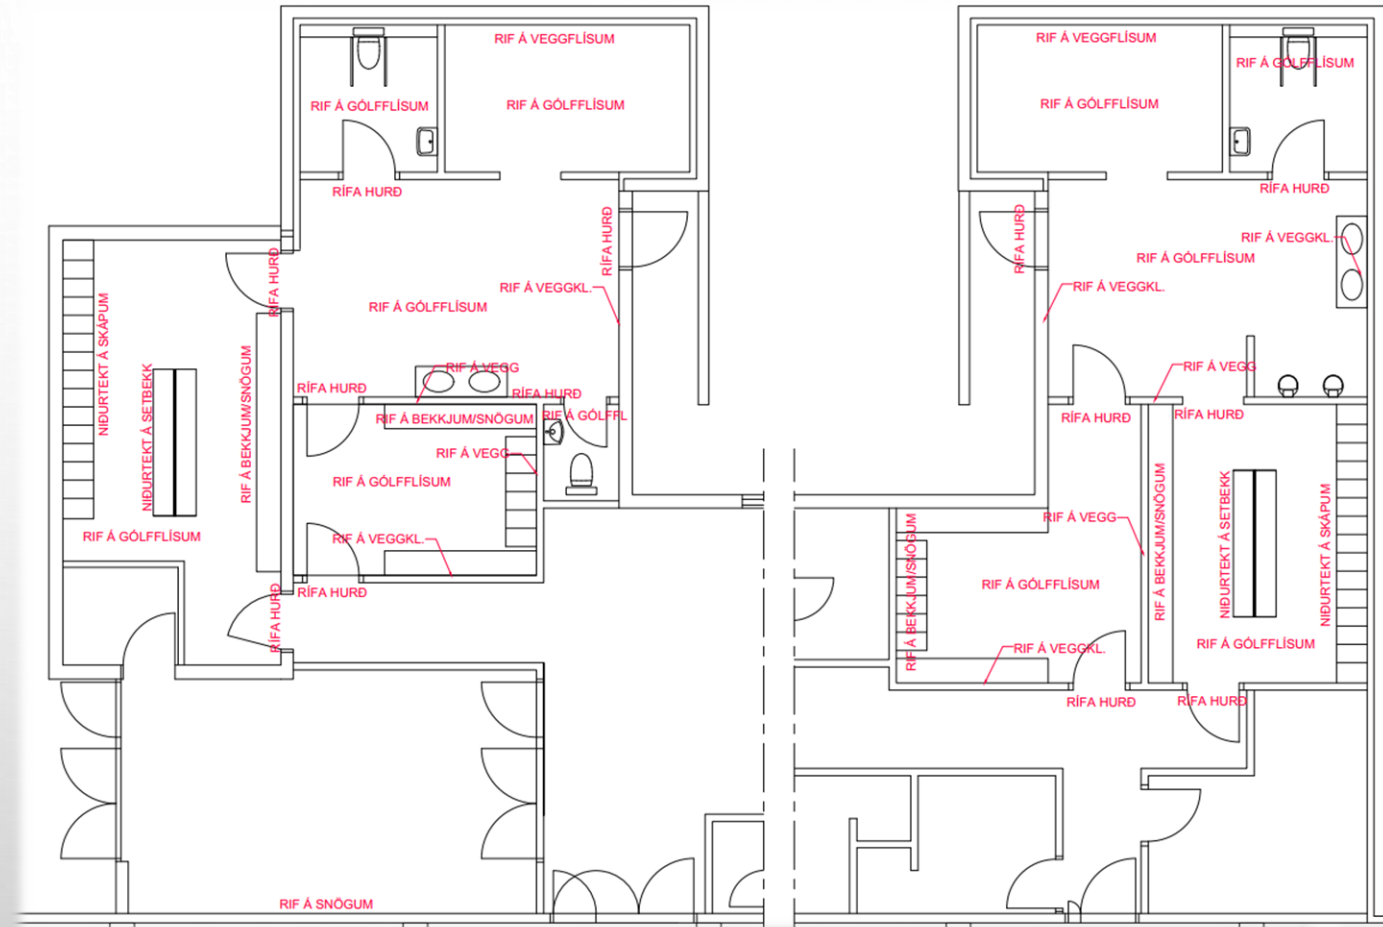 RIF Á VEGGFLÍSUM
RIF Á GÓLFFLÍSUM
RIF Á GÓLFFLÍSUM
RÍFA HURÐ
RÍFA HURÐ
RÍFA HURÐ
RIF Á VEGGKL.
RIF Á GÓLFFLÍSUM
NIÐURTEKT Á SKÁPUM
NIÐURTEKT Á SETBEKK
RIF Á BEKKJUM/SNÖGUM
RIF Á VEGG
RÍFA HURÐ
RÍFA HURÐ
RIF Á BEKKJUM/SNÖGUM
RIF Á GÓLFFL
RIF Á VEGG
RIF Á GÓLFFLÍSUM
RIF Á GÓLFFLÍSUM
RIF Á VEGGKL.
RÍFA HURÐ
RÍFA HURÐ
RIF Á SNÖGUM
RIF Á VEGGFLÍSUM
RIF Á GÓLFFLÍSUM
RIF Á GÓLFFLÍSUM
RÍFA HURÐ
RÍFA HURÐ
RIF Á VEGGKL.
RIF Á GÓLFFLÍSUM
RIF Á VEGGKL.
RIF Á VEGG
RÍFA HURÐ
RÍFA HURÐ
RIF Á VEGG
RIF Á BEKKJUM/SNÖGUM
NIÐURTEKT Á SETBEKK
NIÐURTEKT Á SKÁPUM
RIF Á BEKKJUM/SNÖGUM
RIF Á GÓLFFLÍSUM
RIF Á GÓLFFLÍSUM
RIF Á VEGGKL.
RÍFA HURÐ
RÍFA HURÐ